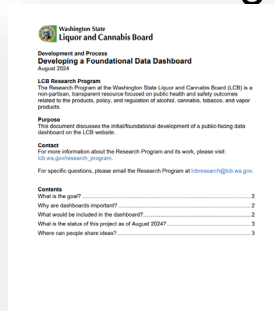 Washington State
Liquor and Cannabis Board
Development and Process
Developing a Foundational Data Dashboard
August 2024
LCB Research Program
The Research Program at the Washington State Liquor and Cannabis Board (LCB) is a
non-partisan, transparent resource focused on public health and safety outcomes
related to the products, policy, and regulation of alcohol, cannabis, tobacco, and vapor
products.
Purpose
This document discusses the initial/foundational development of a public-facing data
dashboard on the LCB website.
Contact
For more information about the Research Program and its work, please visit:
lcb.wa.gov/research_program.
For specific questions, please email the Research Program at lcbresearch@lcb.wa.gov.
Contents
What is the goal? 2
Why are dashboards important? 2
What would be included in the dashboard? 2
What is the status of this project as of August 2024? 3
Where can people share ideas? 3